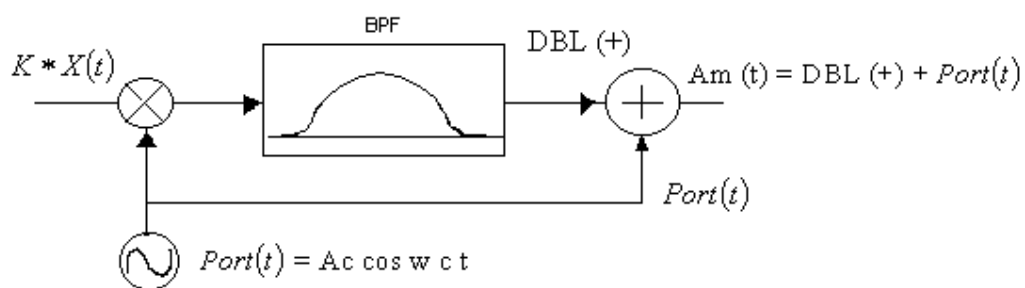 BPF
DBL (+)
K * X(t)
Am (t) = DBL (+) + Port(t)
Port(t)
Port(t) = Ac cos w c t